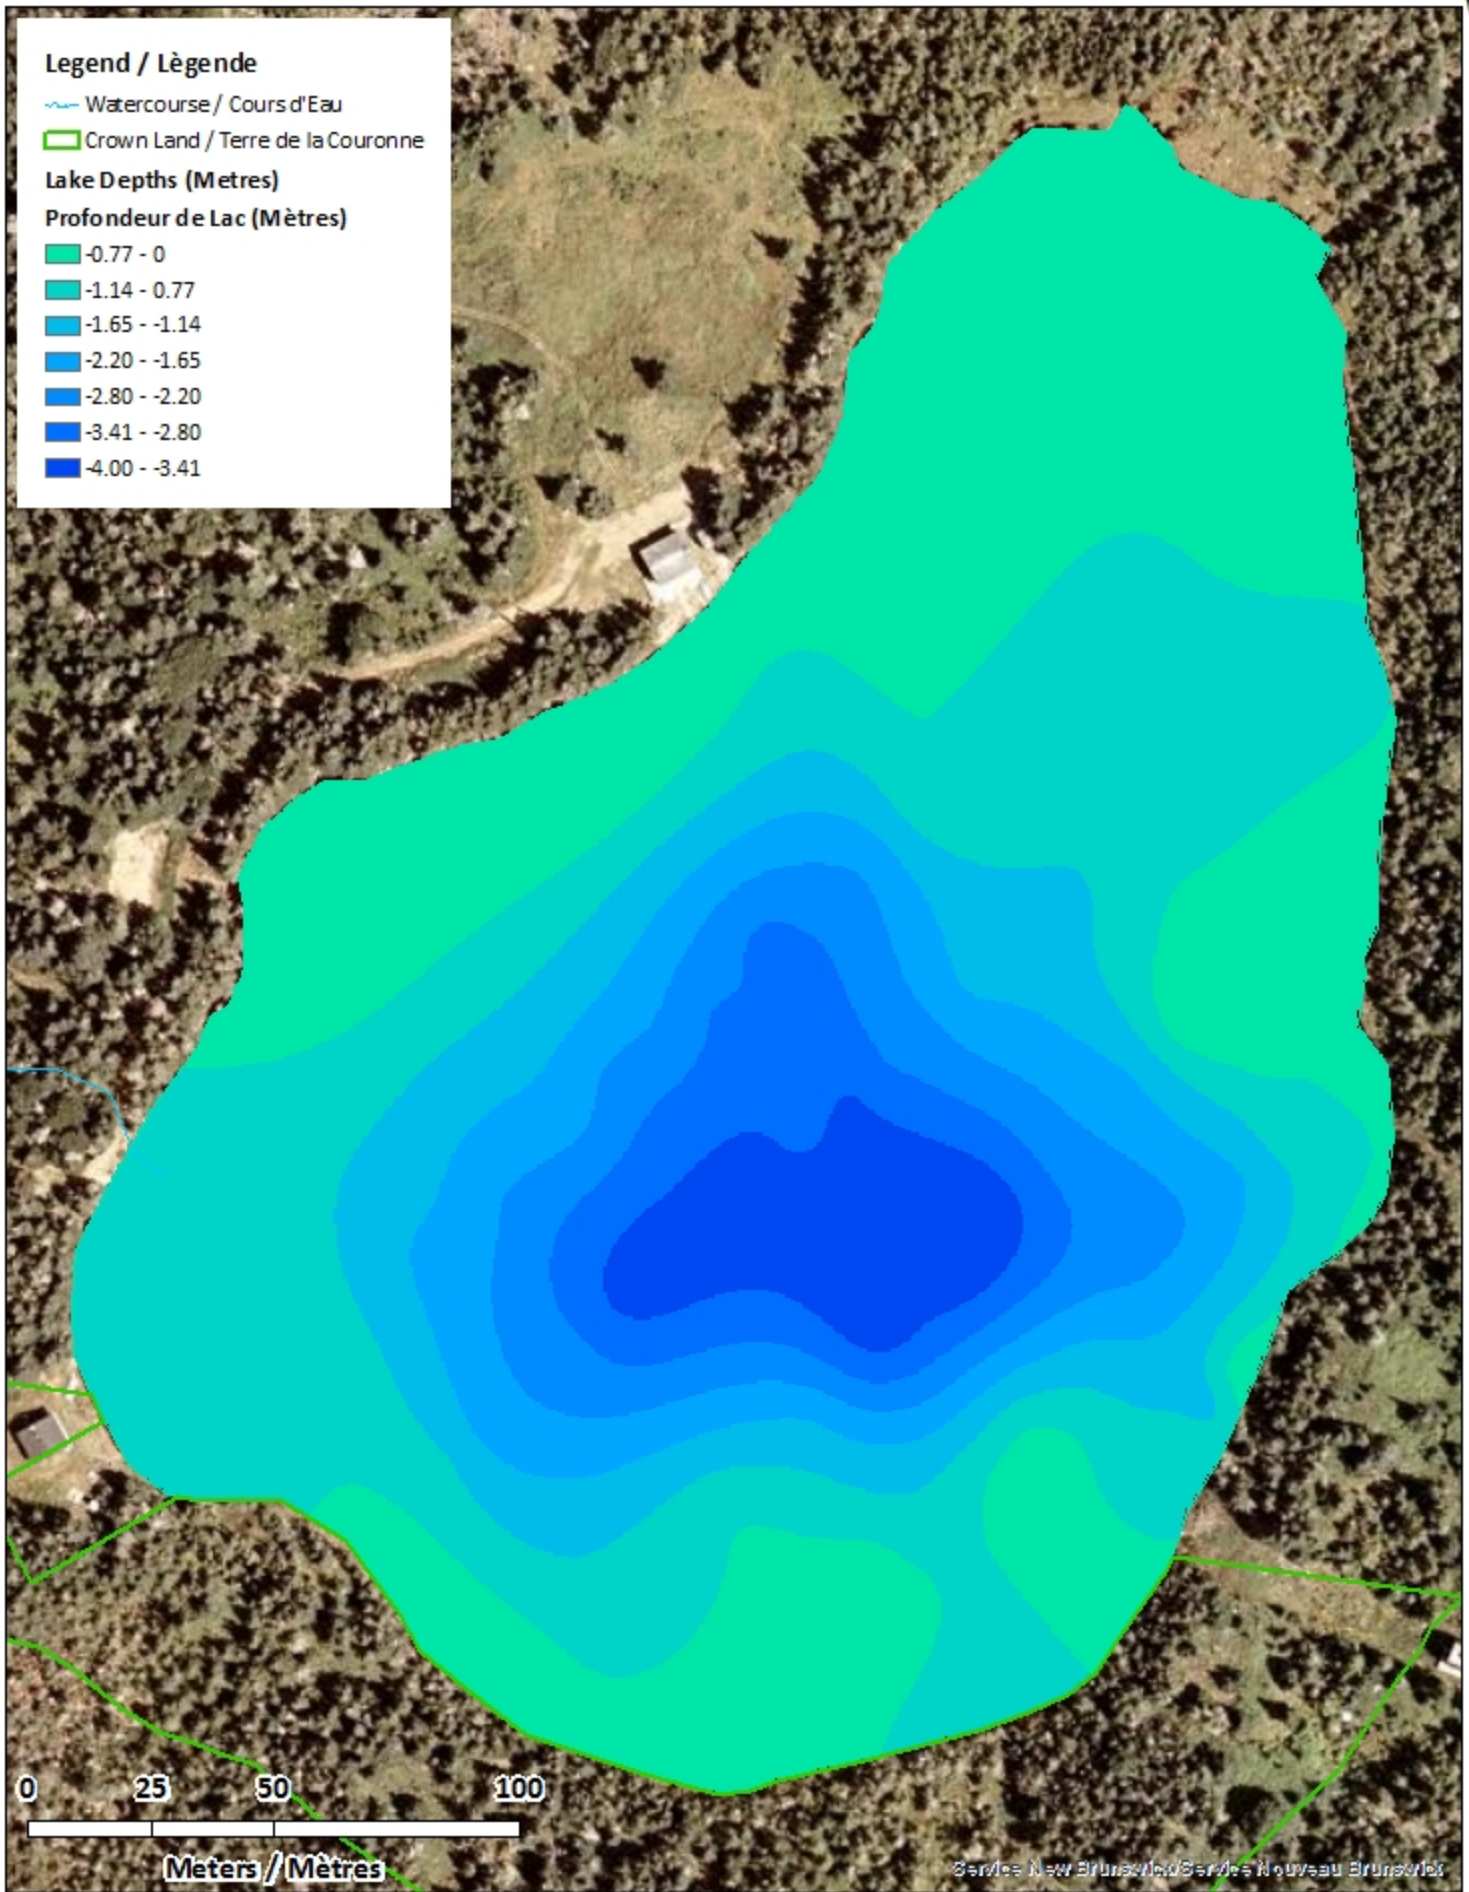 Legend / Lègende
Watercourse / Cours d'Eau
Crown Land / Terre de la Couronne
Lake Depths (Metres)
Profondeur de Lac (Mètres)
-0.77 - 0
-1.14 - 0.77
-1.65 - -1.14
-2.20 - -1.65
-2.80 - -2.20
-3.41 - -2.80
-4.00 - -3.41
0 25 50 100
Meters / Mètres
Service New Brunswick/Service Nouveau Brunswick